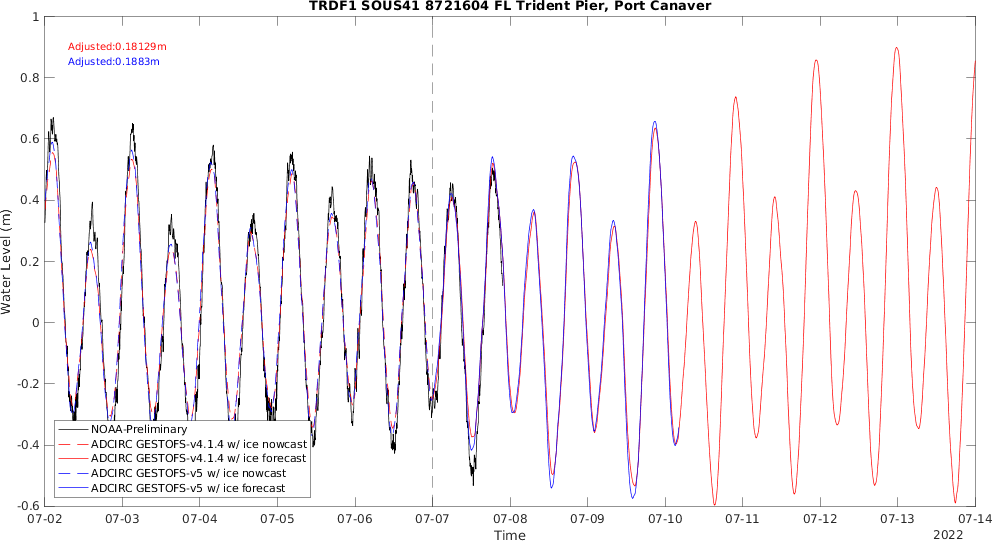 TRDF1 SOUS41 8721604 FL Trident Pier, Port Canaver
Adjusted:0.18129m
Adjusted:0.1883m
1
0.8
0.6
0.4
0.2
0
-0.2
-0.4
-0.6
Water Level (m)
NOAA-Preliminary
ADCIRC GESTOFS-v4.1.4 w/ ice nowcast
ADCIRC GESTOFS-v4.1.4 w/ ice forecast
ADCIRC GESTOFS-v5 w/ ice nowcast
ADCIRC GESTOFS-v5 w/ ice forecast
07-02 07-03 07-04 07-05 07-06 07-07 07-08 07-09 07-10 07-11 07-12 07-13 07-14
Time
2022